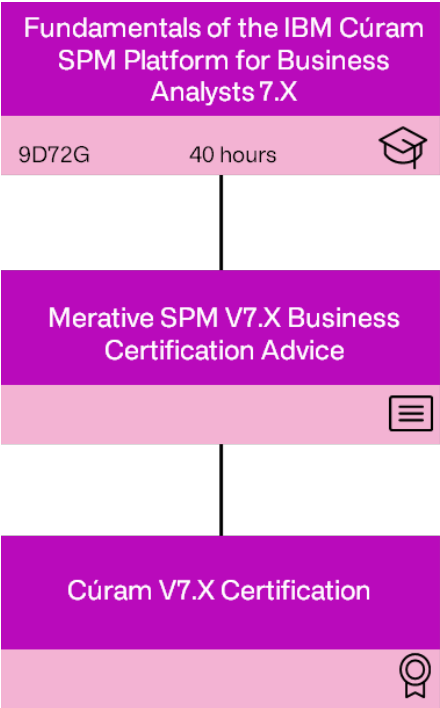 Fundamentals of the IBM Cúram
SPM Platform for Business
Analysts 7.X
9D72G 40 hours
Merative SPM V7.X Business
Certification Advice
Cúram V7.X Certification